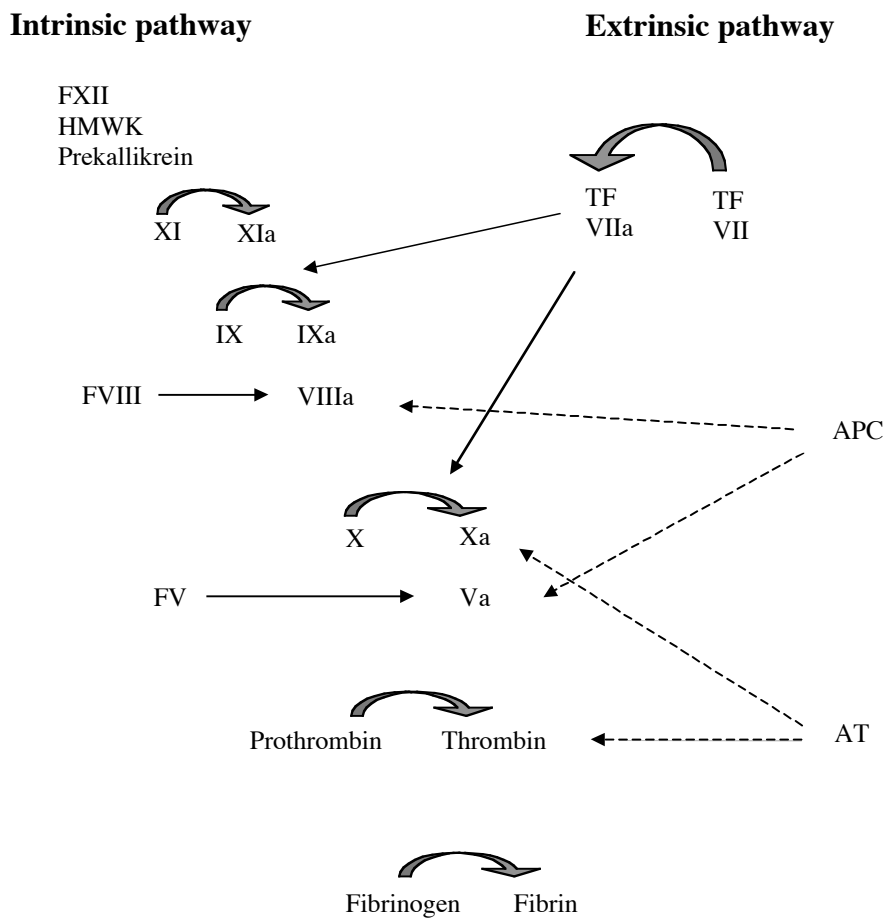 Intrinsic pathway
Extrinsic pathway
FXII
HMWK
Prekallikrein
XI XIa
TF
VIIa
TF
VII
IX IXa
FVIII VIIIa
APC
X Xa
FV Va
Prothrombin Thrombin
AT
Fibrinogen Fibrin